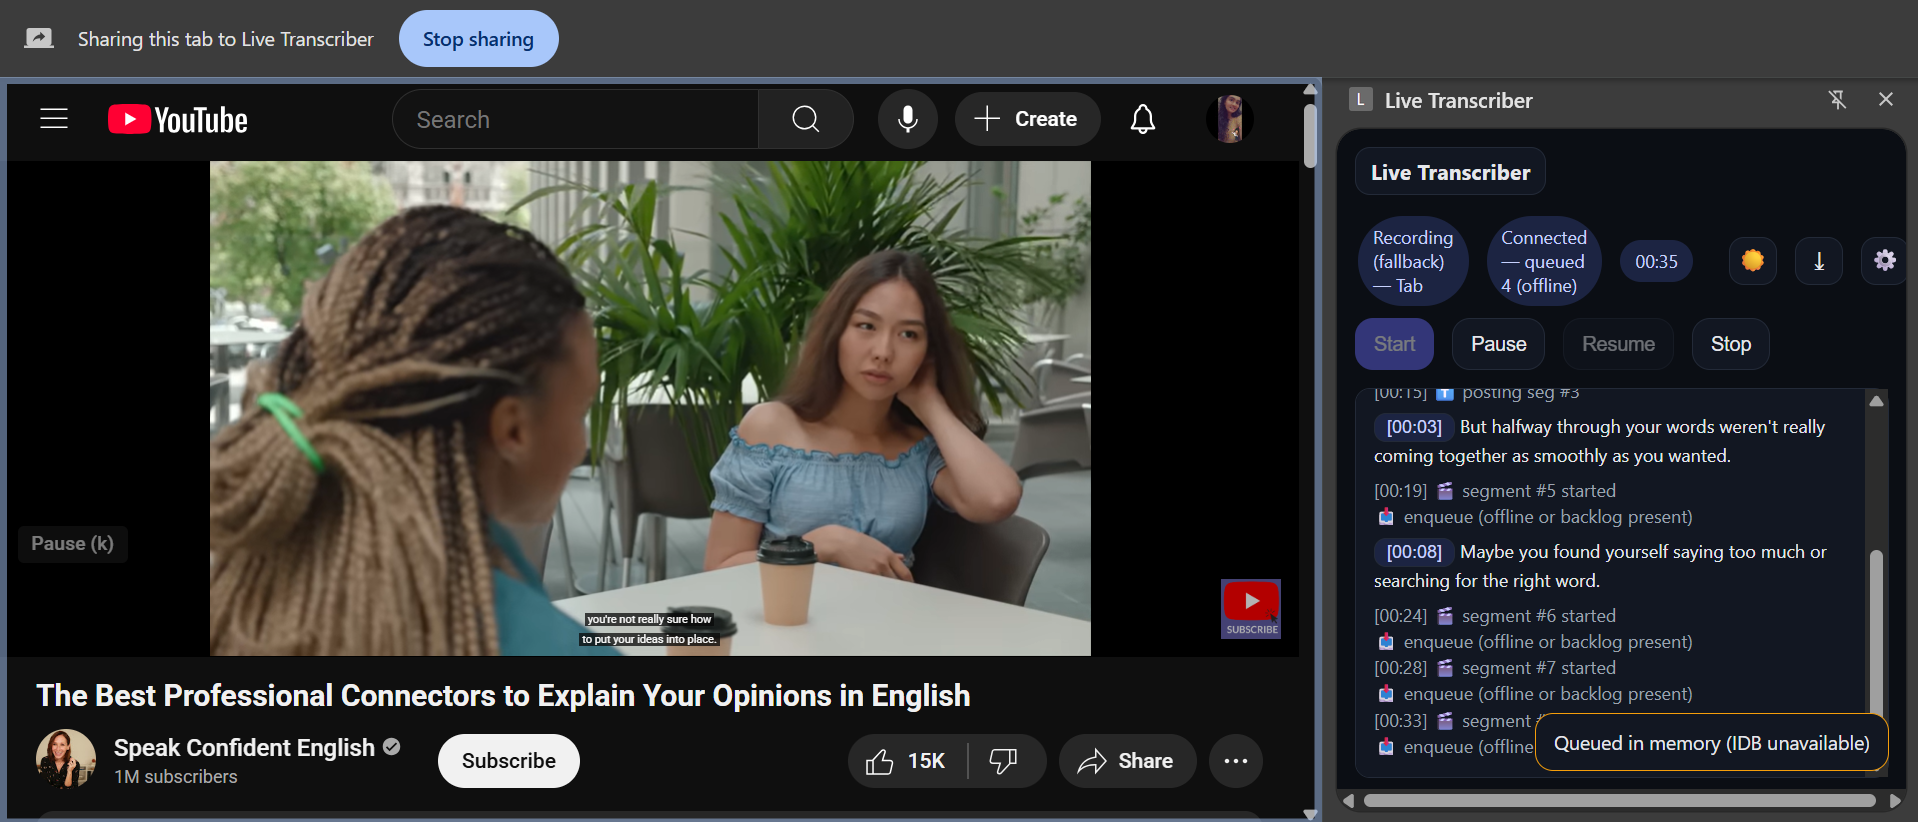 Sharing this tab to Live Transcriber
Stop sharing
YouTube
Search
Create
Pause (k)
you're not really sure how
to put your ideas into place.
SUBSCRIBE
The Best Professional Connectors to Explain Your Opinions in English
Speak Confident English
1M subscribers
Subscribe
15K
Share
L
Live Transcriber
Live Transcriber
Recording
(fallback)
— Tab
Connected
— queued
4 (offline)
00:35
Start
Pause
Resume
Stop
[00:15] posting seg #3
[00:03] But halfway through your words weren't really
coming together as smoothly as you wanted.
[00:19] segment #5 started
enqueue (offline or backlog present)
[00:08] Maybe you found yourself saying too much or
searching for the right word.
[00:24] segment #6 started
enqueue (offline or backlog present)
[00:28] segment #7 started
enqueue (offline or backlog present)
[00:33] segment
enqueue (offline
Queued in memory (IDB unavailable)